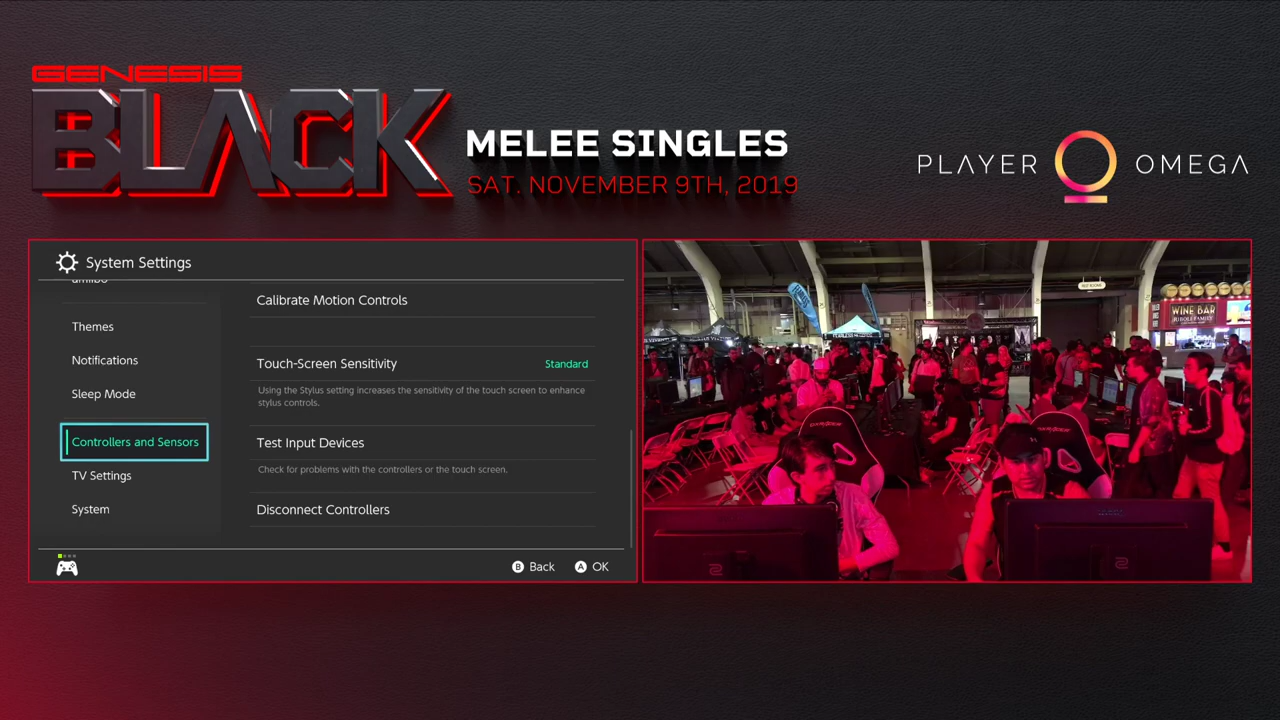 GENESIS
BLACK
MELEE SINGLES
SAT. NOVEMBER 9TH, 2019
PLAYER OMEGA
System Settings
amiibo
Themes
Notifications
Sleep Mode
Controllers and Sensors
TV Settings
System
Calibrate Motion Controls
Touch-Screen Sensitivity Standard
Using the Stylus setting increases the sensitivity of the touch screen to enhance
stylus controls.
Test Input Devices
Check for problems with the controllers or the touch screen.
Disconnect Controllers
B Back A OK
WINE BAR